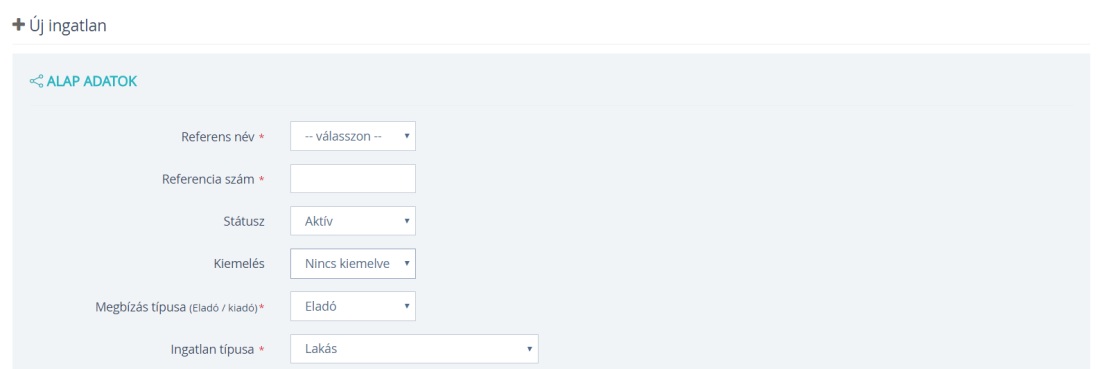 Új ingatlan
ALAP ADATOK
Referens név * -- válasszon --
Referencia szám *
Státusz Aktív
Kiemelés Nincs kiemelve
Megbízás típusa (Eladó / kiadó) * Eladó
Ingatlan típusa * Lakás